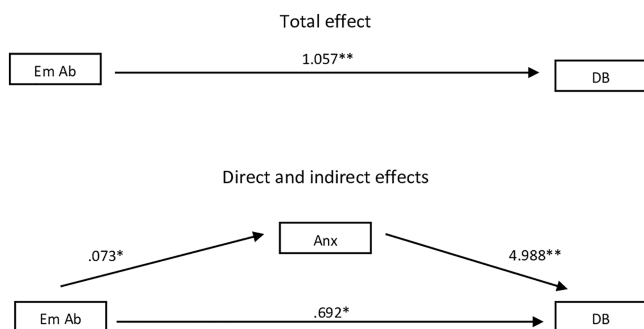 Total effect
1.057**
Em Ab
DB
Direct and indirect effects
Anx
.073*
4.988**
.692*
Em Ab
DB